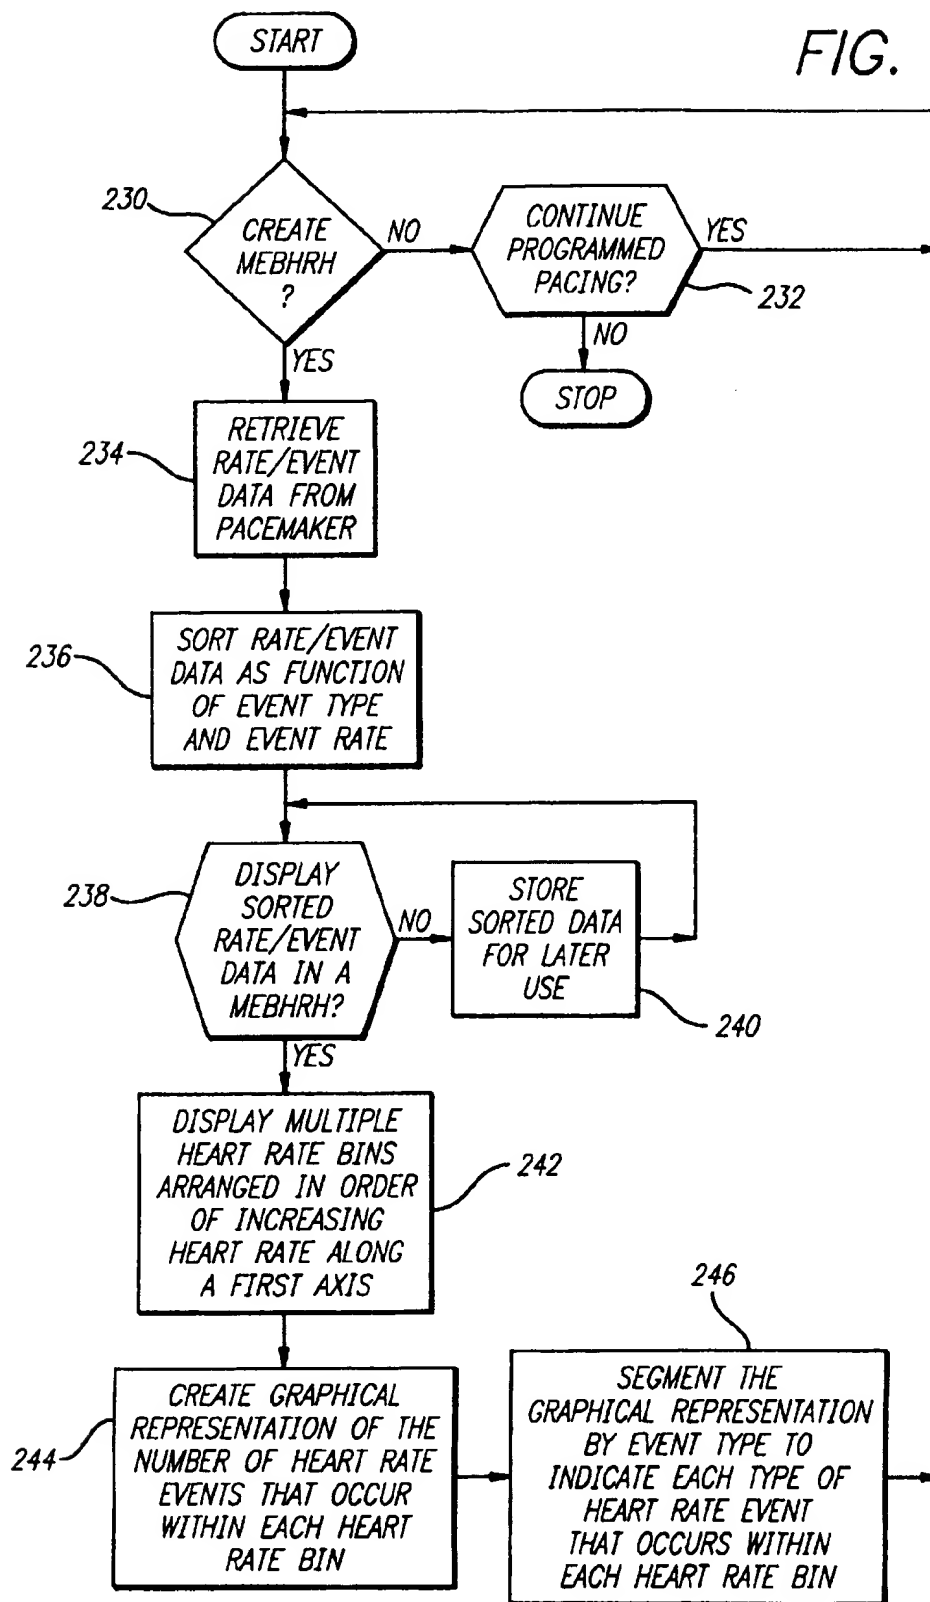 START
FIG.
230
CREATE
MEBHRH
?
NO
CONTINUE
PROGRAMMED
PACING?
YES
232
YES
NO
STOP
234
RETRIEVE
RATE/EVENT
DATA FROM
PACEMAKER
236
SORT RATE/EVENT
DATA AS FUNCTION
OF EVENT TYPE
AND EVENT RATE
238
DISPLAY
SORTED
RATE/EVENT
DATA IN A
MEBHRH?
NO
STORE
SORTED DATA
FOR LATER
USE
240
YES
DISPLAY MULTIPLE
HEART RATE BINS
ARRANGED IN ORDER
OF INCREASING
HEART RATE ALONG
A FIRST AXIS
242
244
CREATE GRAPHICAL
REPRESENTATION OF THE
NUMBER OF HEART RATE
EVENTS THAT OCCUR
WITHIN EACH HEART
RATE BIN
246
SEGMENT THE
GRAPHICAL REPRESENTATION
BY EVENT TYPE TO
INDICATE EACH TYPE OF
HEART RATE EVENT
THAT OCCURS WITHIN
EACH HEART RATE BIN